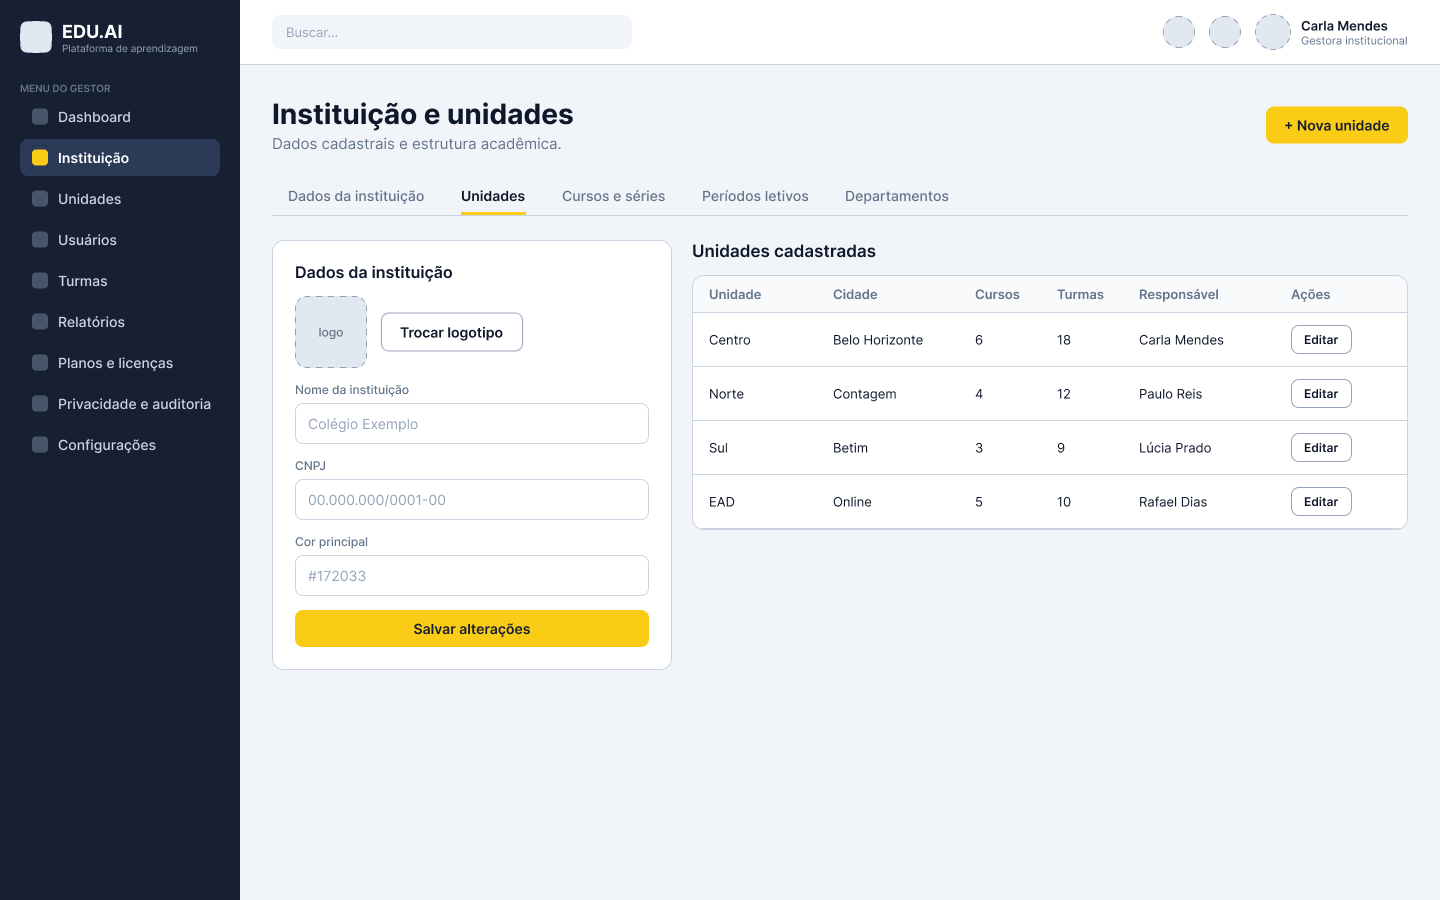 EDU.AI
Plataforma de aprendizagem
MENU DO GESTOR
Dashboard
Instituição
Unidades
Usuários
Turmas
Relatórios
Planos e licenças
Privacidade e auditoria
Configurações
Buscar...
Carla Mendes
Gestora institucional
Instituição e unidades
Dados cadastrais e estrutura acadêmica.
+ Nova unidade
Dados da instituição Unidades Cursos e séries Períodos letivos Departamentos
Dados da instituição
logo
Trocar logotipo
Nome da instituição
Colégio Exemplo
CNPJ
00.000.000/0001-00
Cor principal
#172033
Salvar alterações
Unidades cadastradas
Unidade Cidade Cursos Turmas Responsável Ações
Centro Belo Horizonte 6 18 Carla Mendes Editar
Norte Contagem 4 12 Paulo Reis Editar
Sul Betim 3 9 Lúcia Prado Editar
EAD Online 5 10 Rafael Dias Editar